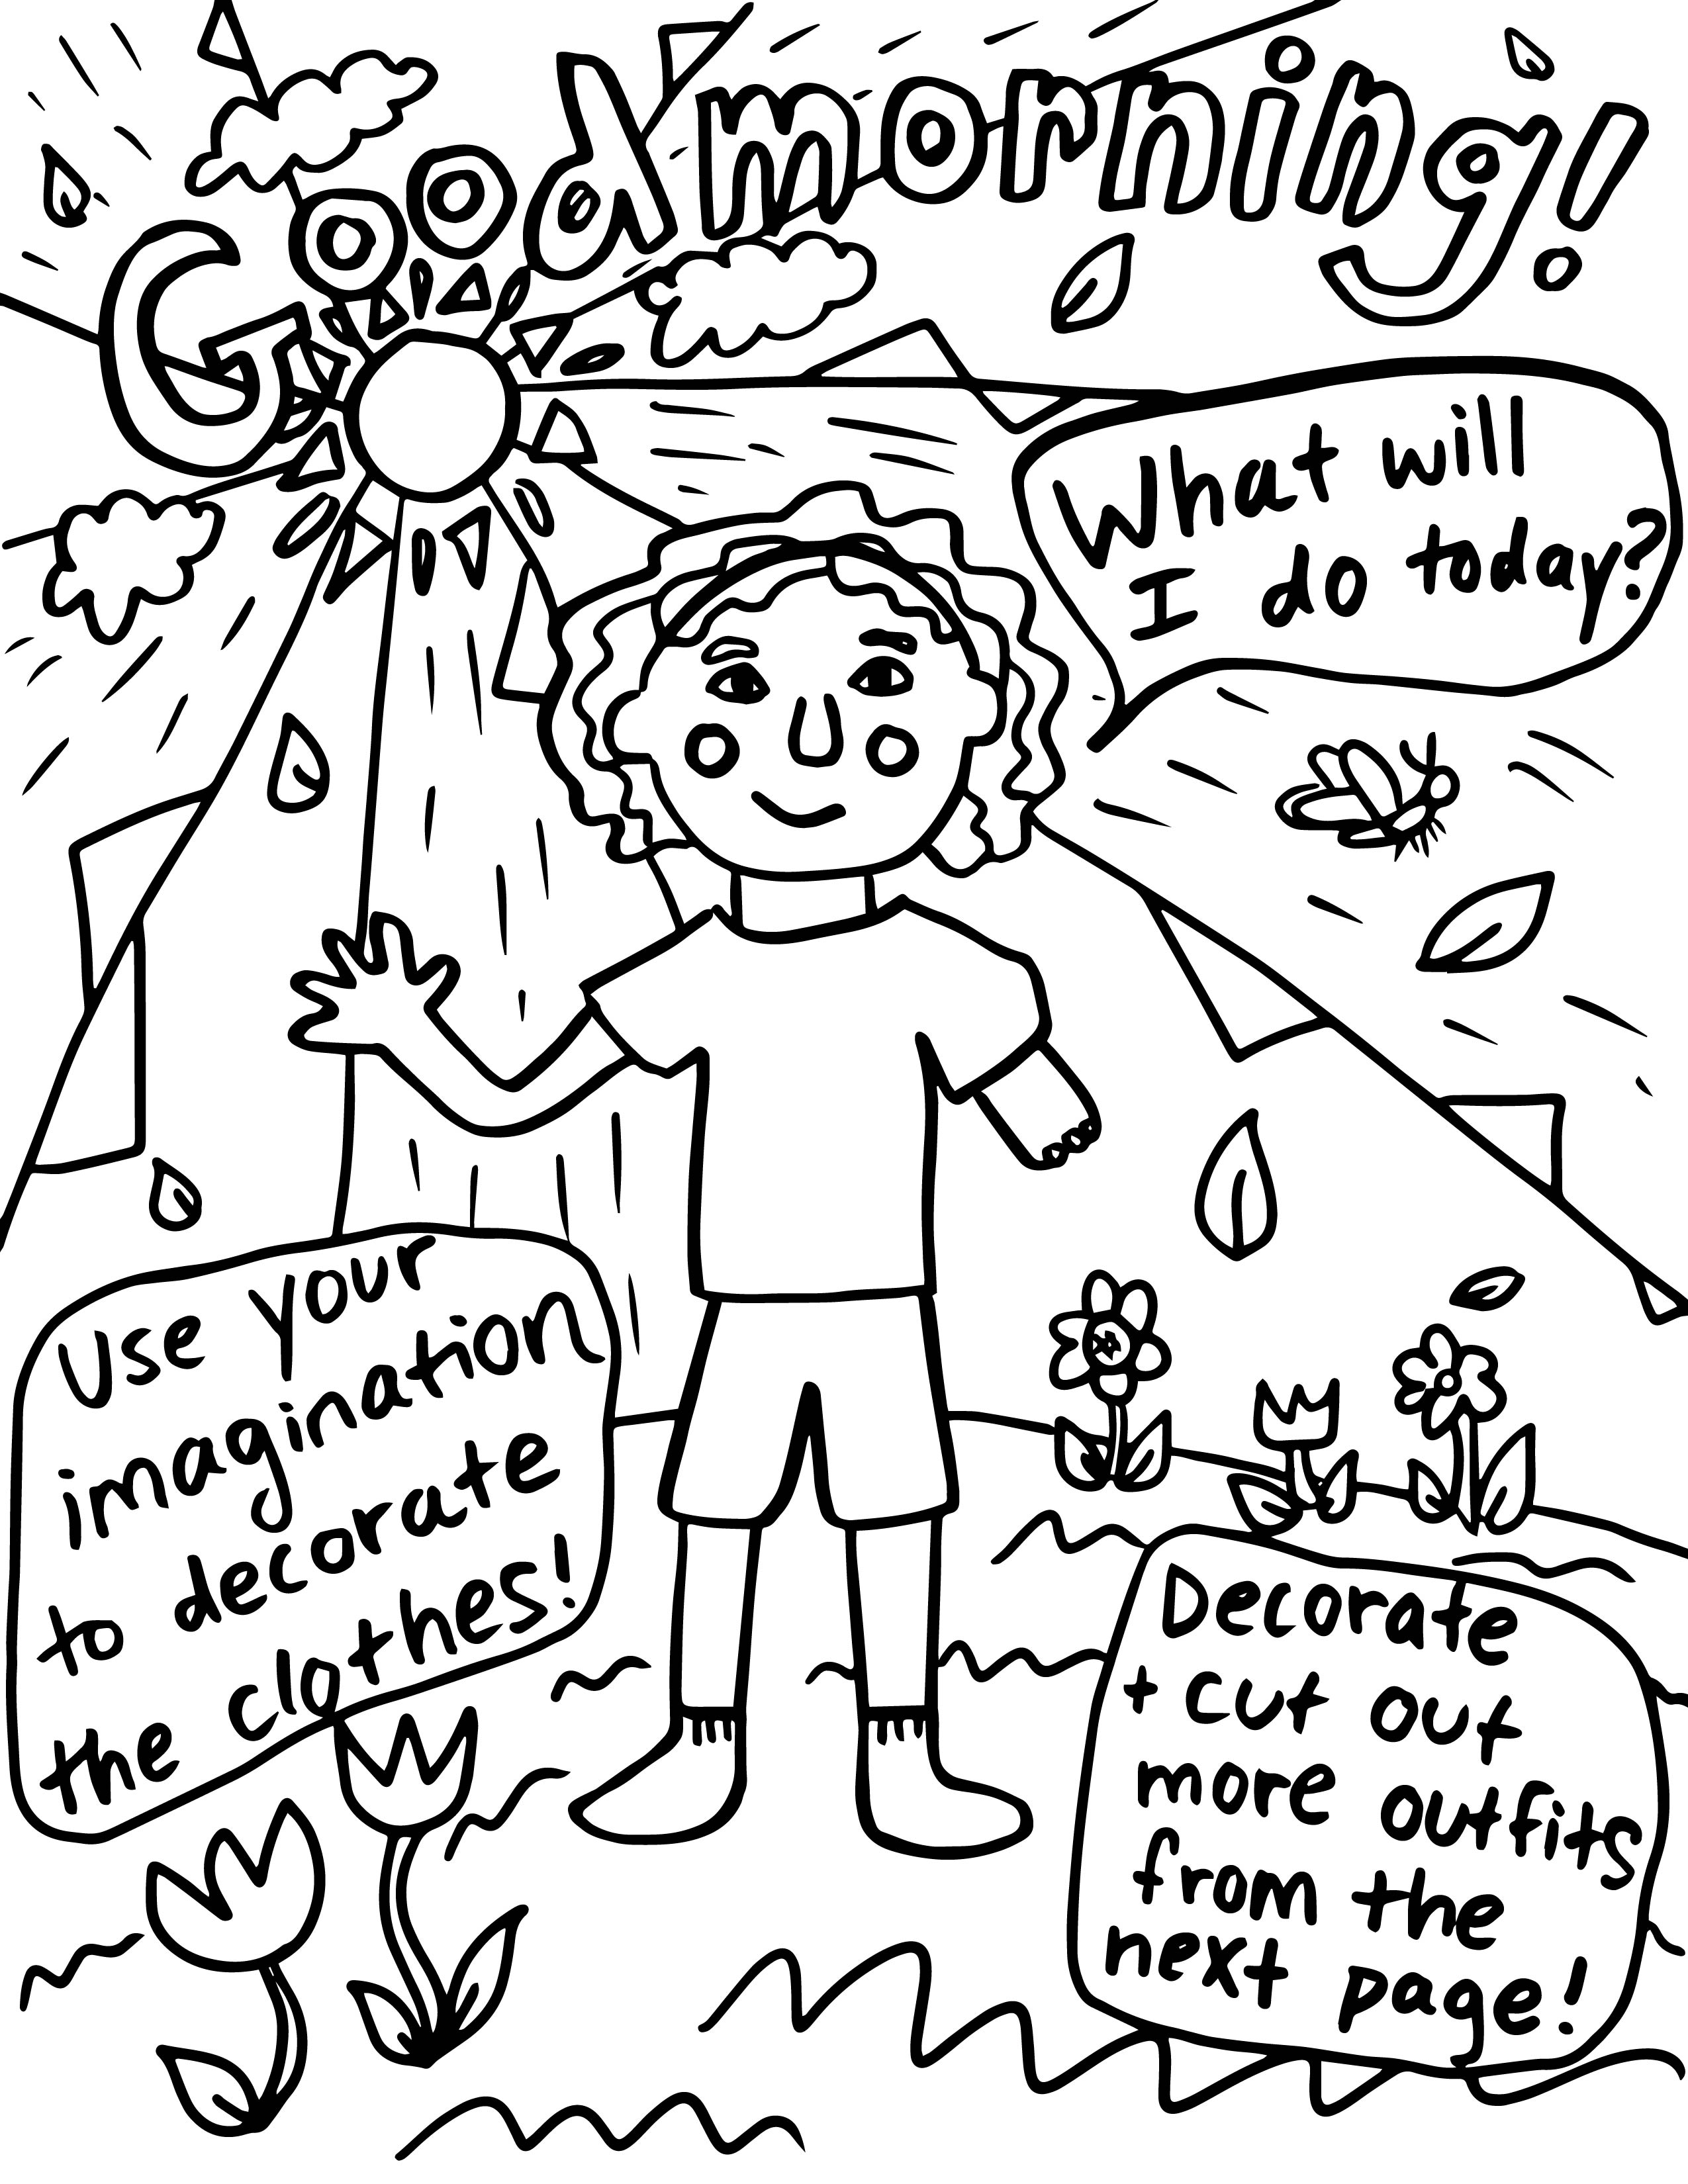 Good morning!
What will
I do today?
Use your
imagination
to decorate
the clothes!
Decorate
+ cut out
more outfits
from the
next page!